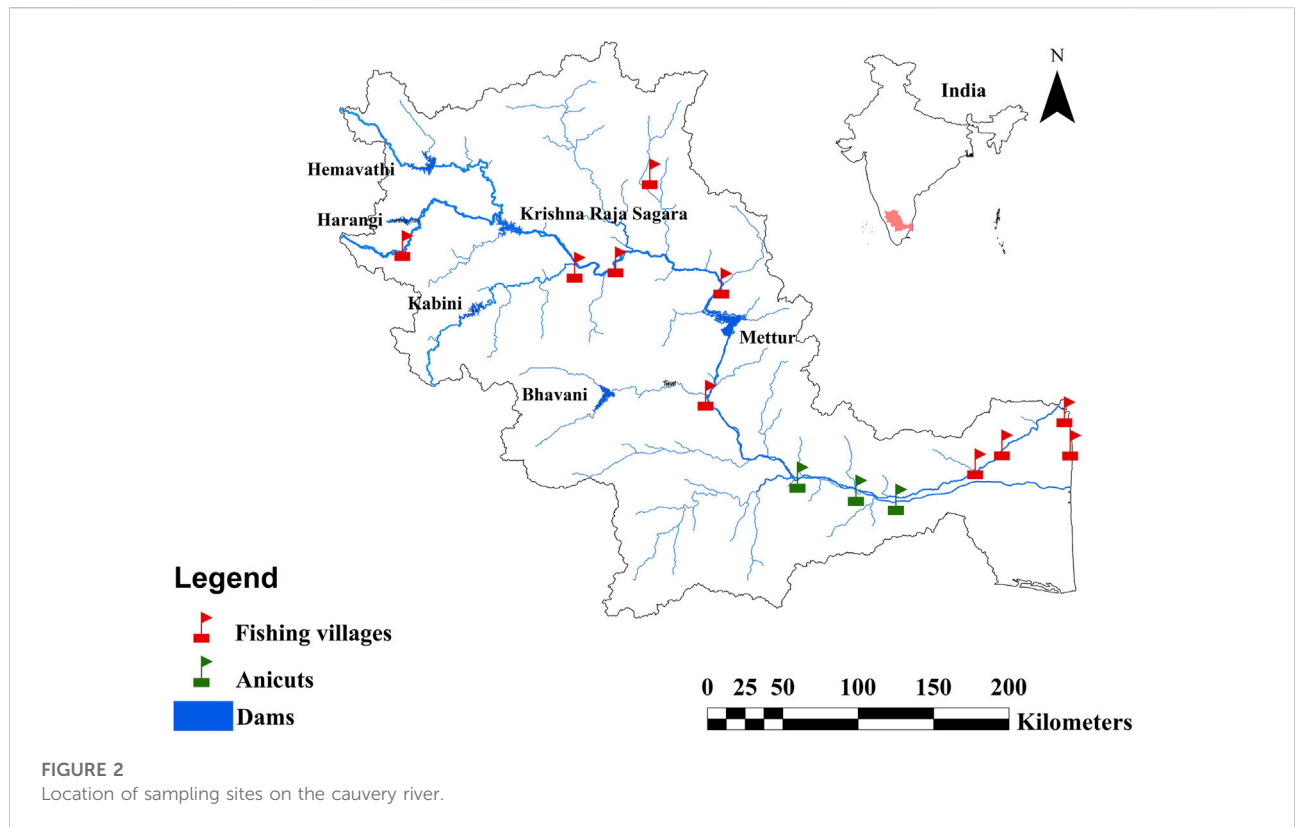 N
India
Hemavathi
Harangi
Krishna Raja Sagara
Kabini
Mettur
Bhavani
Legend
Fishing villages
Anicuts
Dams
0 25 50 100 150 200
Kilometers
FIGURE 2
Location of sampling sites on the cauvery river.